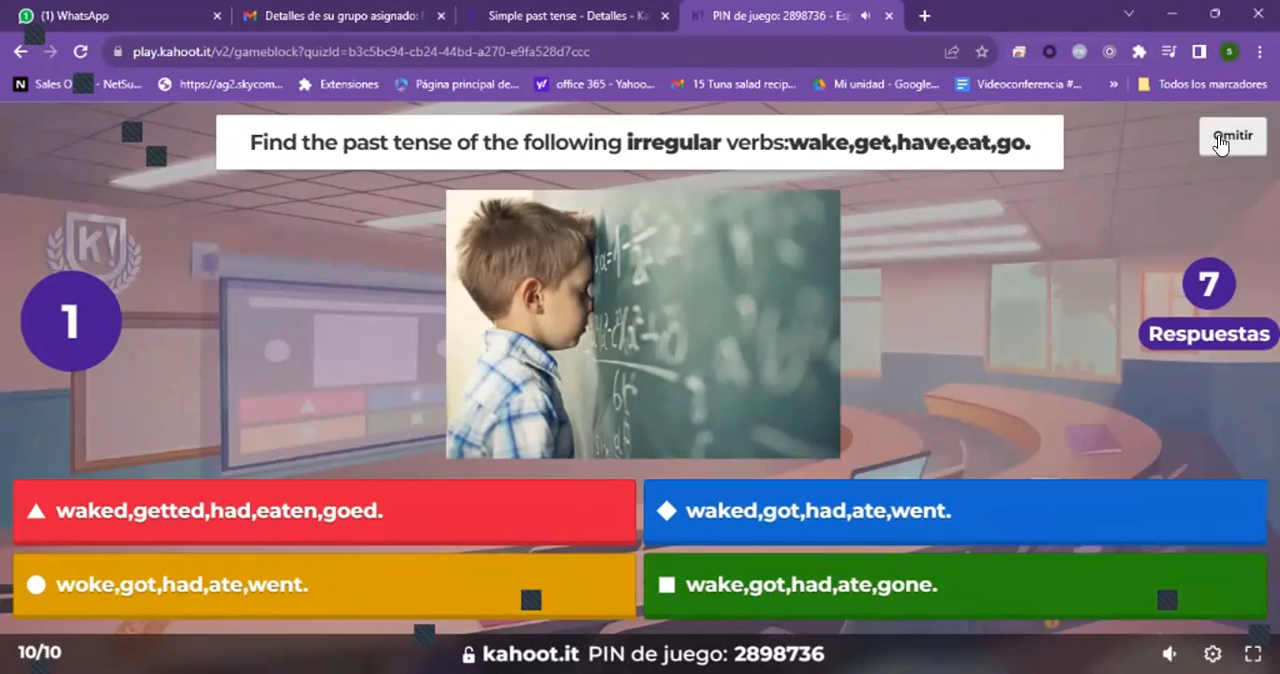 (1) WhatsApp
Detalles de su grupo asignado:
Simple past tense - Detalles - Ka
PIN de juego: 2898736 - Esp
play.kahoot.it/v2/gameblock?quizId=b3c5bc94-cb24-44bd-a270-e9fa528d7ccc
Sales O - NetSu...
https://ag2.skycom...
Extensiones
Página principal de...
office 365 - Yahoo...
15 Tuna salad recip...
Mi unidad - Google...
Videoconferencia #...
»
Todos los marcadores
Find the past tense of the following irregular verbs:wake,get,have,eat,go.
Omitir
K!
1
7
Respuestas
waked,getted,had,eaten,goed.
waked,got,had,ate,went.
woke,got,had,ate,went.
wake,got,had,ate,gone.
10/10
kahoot.it PIN de juego: 2898736